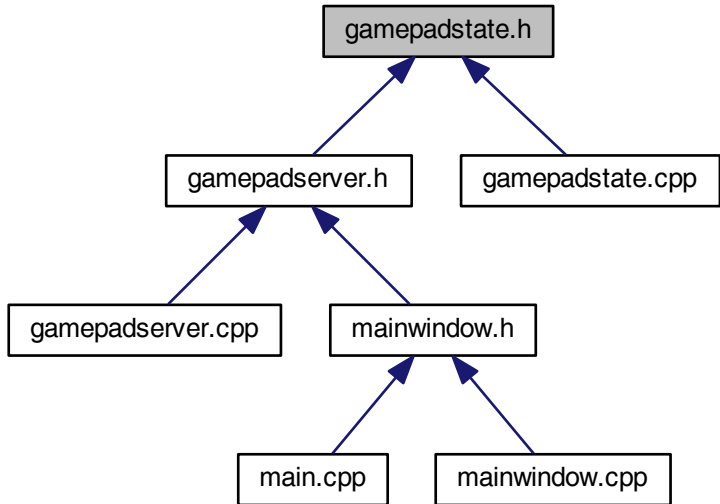 gamepadstate.h
gamepadserver.h
gamepadstate.cpp
gamepadserver.cpp
mainwindow.h
main.cpp
mainwindow.cpp